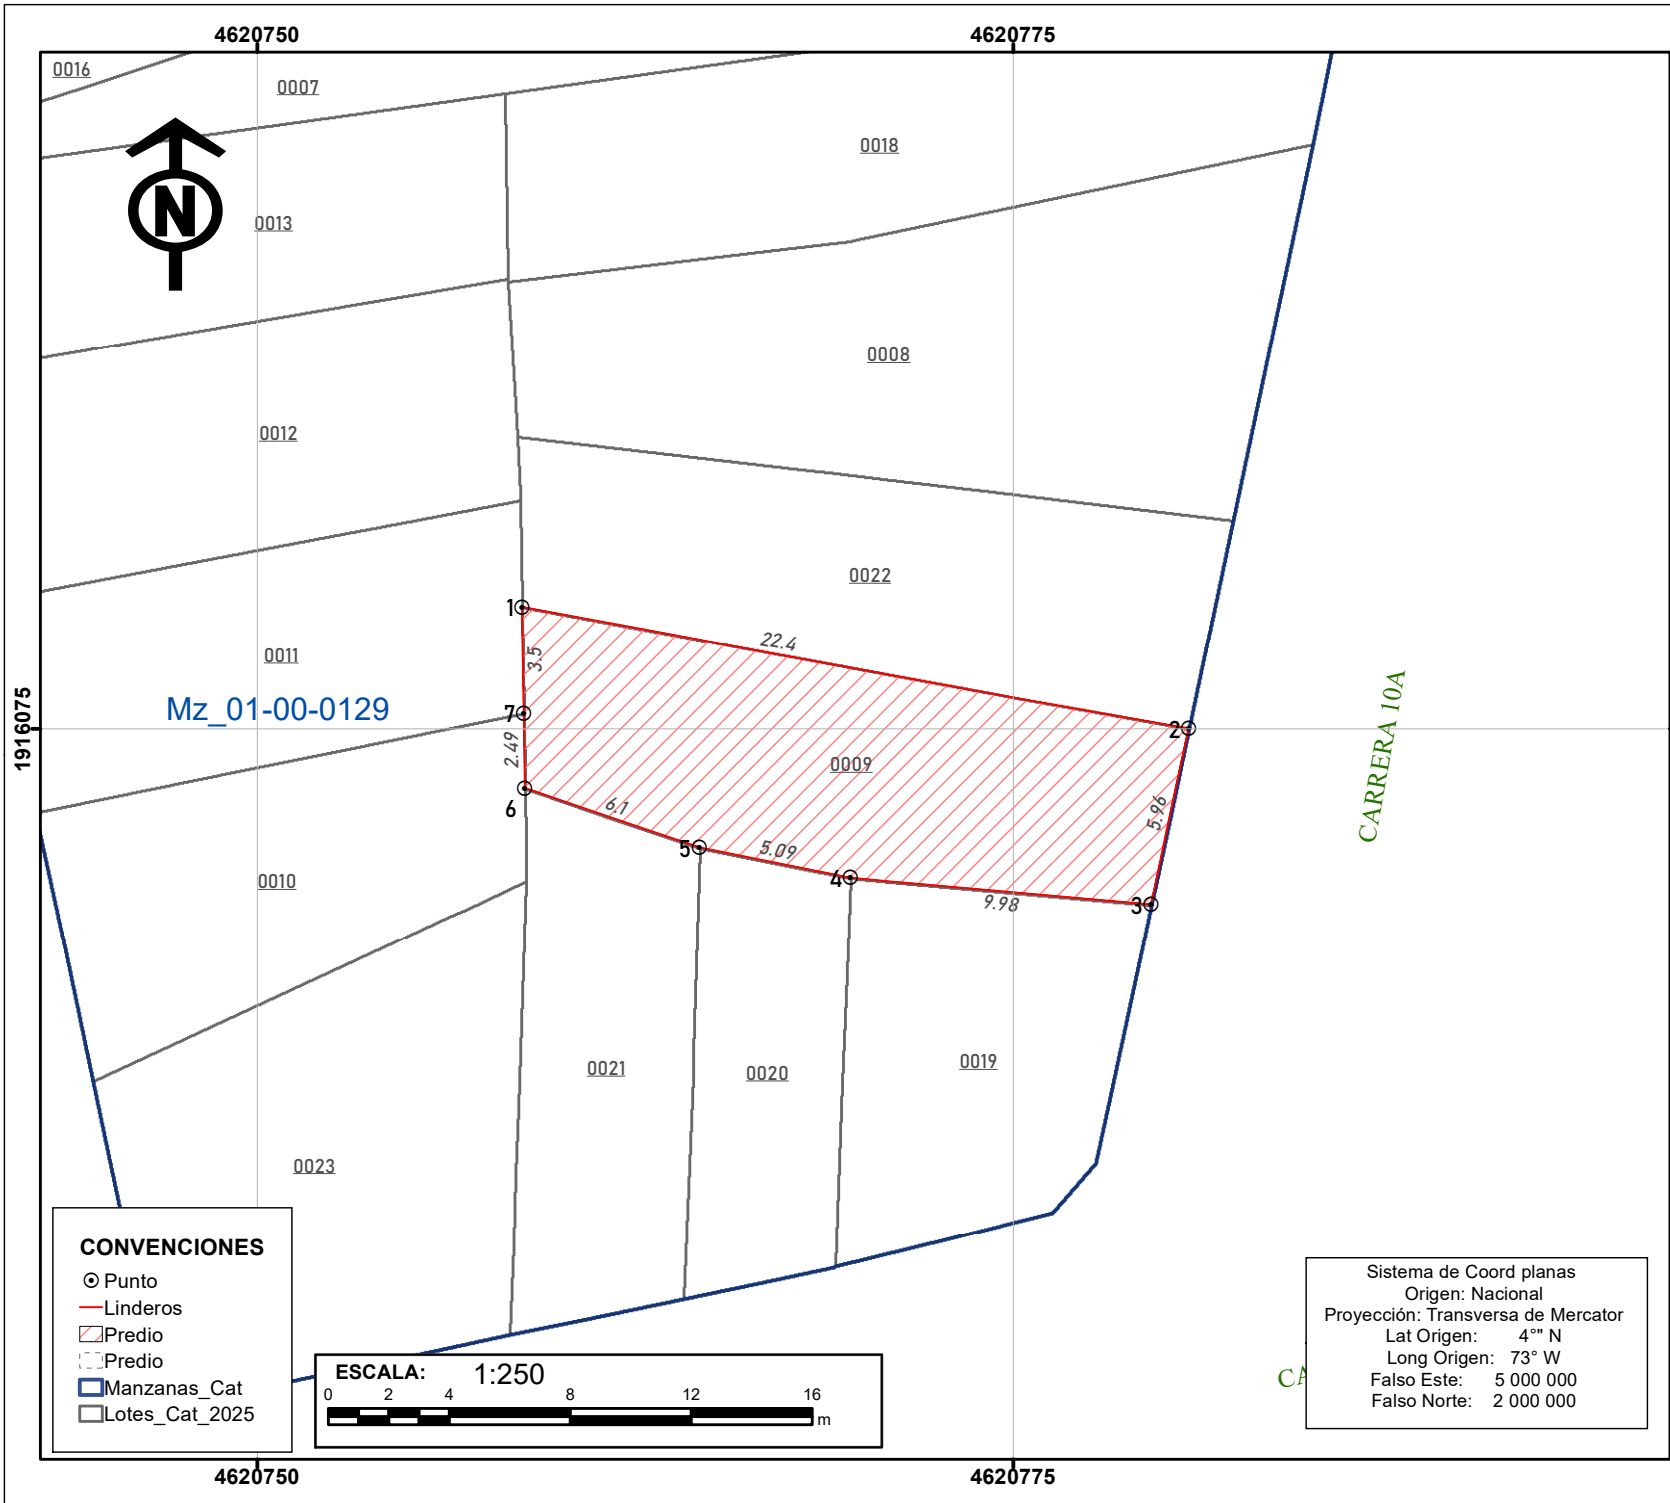 4620750
4620775
0016
0007
0018
N
0013
0008
0012
0022
1
22.4
0011
3.5
CARRERA 10A
Mz_01-00-0129
7
2
1916075
2.49
0009
6
6.1
5.96
5
5.09
4
9.98
3
0010
0021
0020
0019
0023
CONVENCIONES
Punto
Linderos
Predio
Predio
Manzanas_Cat
Lotes_Cat_2025
ESCALA: 1:250
0 2 4 8 12 16
m
CA
Sistema de Coord planas
Origen: Nacional
Proyección: Transversa de Mercator
Lat Origen: 4°'" N
Long Origen: 73° W
Falso Este: 5 000 000
Falso Norte: 2 000 000
4620750
4620775